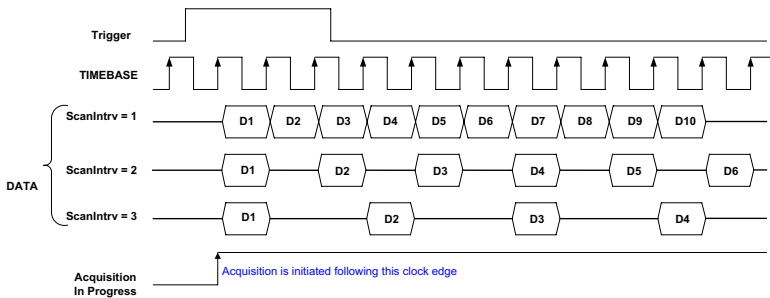 Trigger
TIMEBASE
DATA
ScanIntrv = 1
D1 D2 D3 D4 D5 D6 D7 D8 D9 D10
ScanIntrv = 2
D1 D2 D3 D4 D5 D6
ScanIntrv = 3
D1 D2 D3 D4
Acquisition
In Progress
Acquisition is initiated following this clock edge